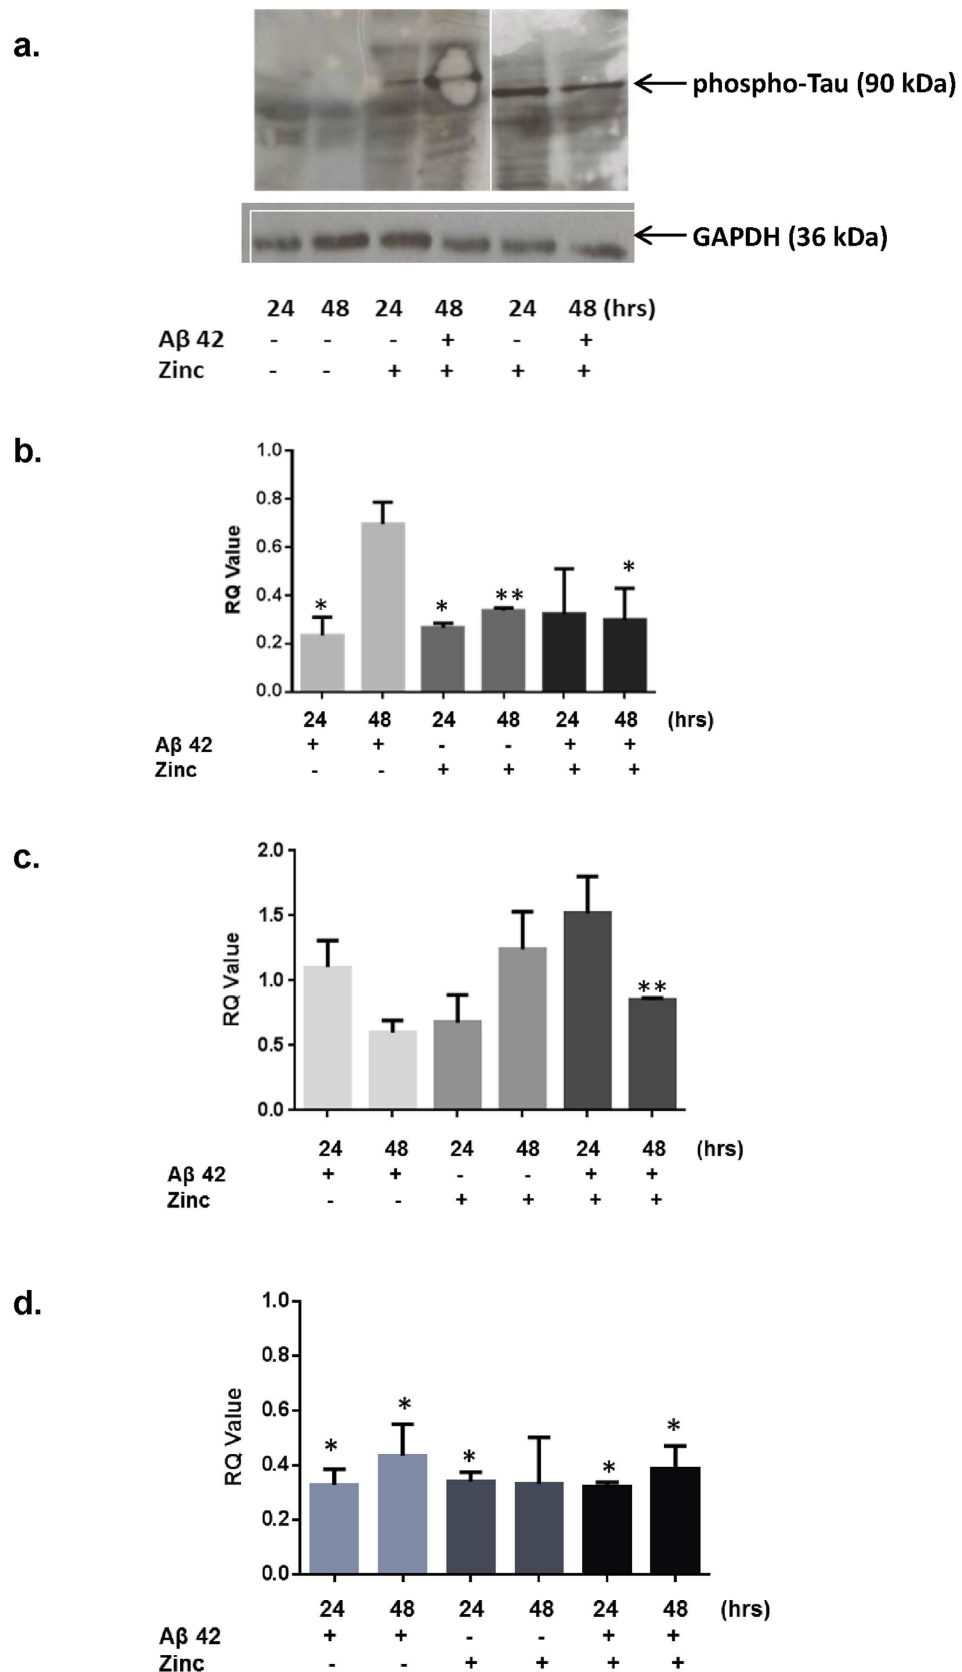 a.
phospho-Tau (90 kDa)
GAPDH (36 kDa)
24 48 24 48 24 48 (hrs)
Aβ 42 - - - + - +
Zinc - - + + + +
b.
1.0
0.8
0.6
0.4
0.2
0.0
RQ Value
* * ** *
24 48 24 48 24 48 (hrs)
Aβ 42 + + - - + +
Zinc - - + + + +
c.
2.0
1.5
1.0
0.5
0.0
RQ Value
**
24 48 24 48 24 48 (hrs)
Aβ 42 + + - - + +
Zinc - - + + + +
d.
1.0
0.8
0.6
0.4
0.2
0.0
RQ Value
* * * * *
24 48 24 48 24 48 (hrs)
Aβ 42 + + - - + +
Zinc - - + + + +